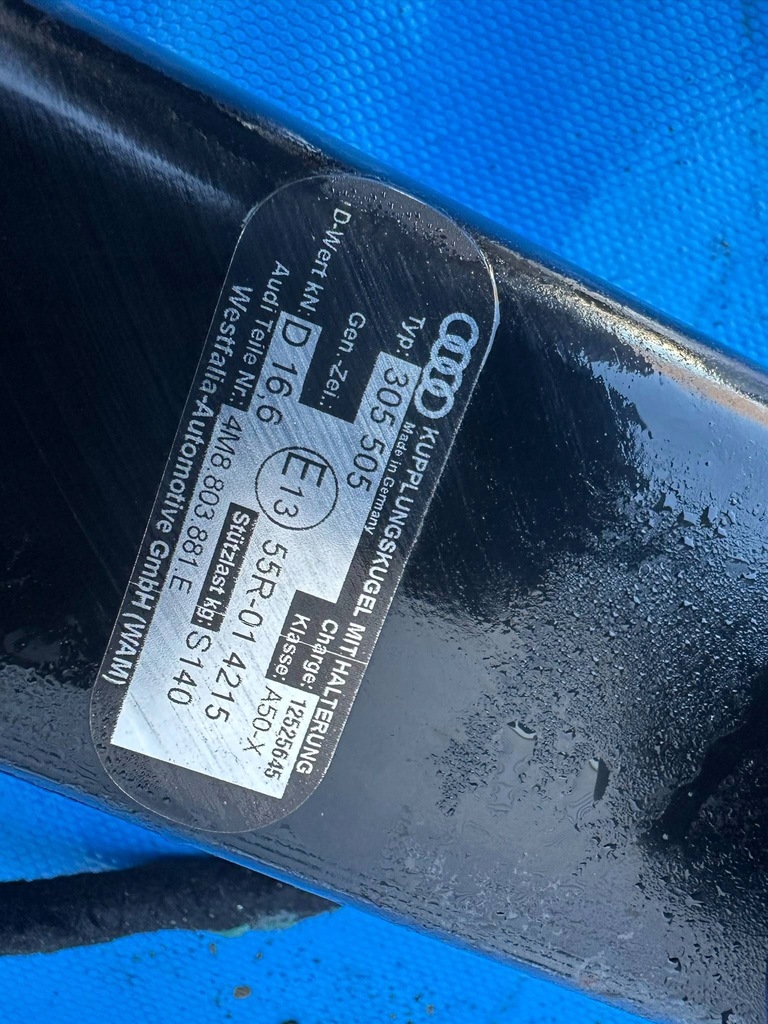 KUPPLUNGSKUGEL MIT HALTERUNG
Made in Germany
Typ: 305 505 Charge: 12525645
Klasse: A50-X
Gen.-Zei.: E13 55R-01 4215
D-Wert kN: D 16,6 Stützlast kg: S 140
Audi Teile Nr.: 4M8 803 881 E
Westfalia-Automotive GmbH (WAM)